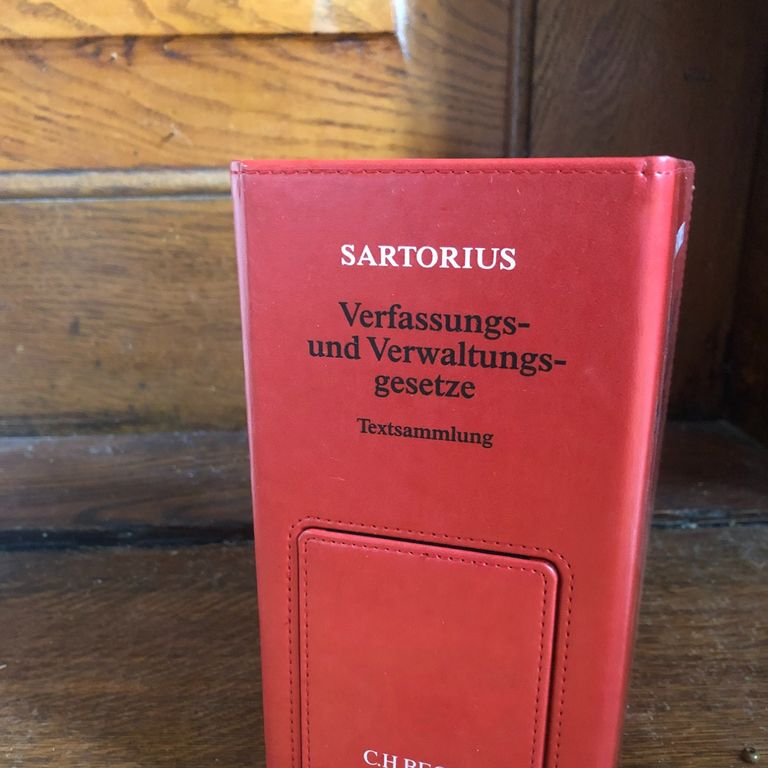 SARTORIUS
Verfassungs-
und Verwaltungs-
gesetze
Textsammlung
C.H